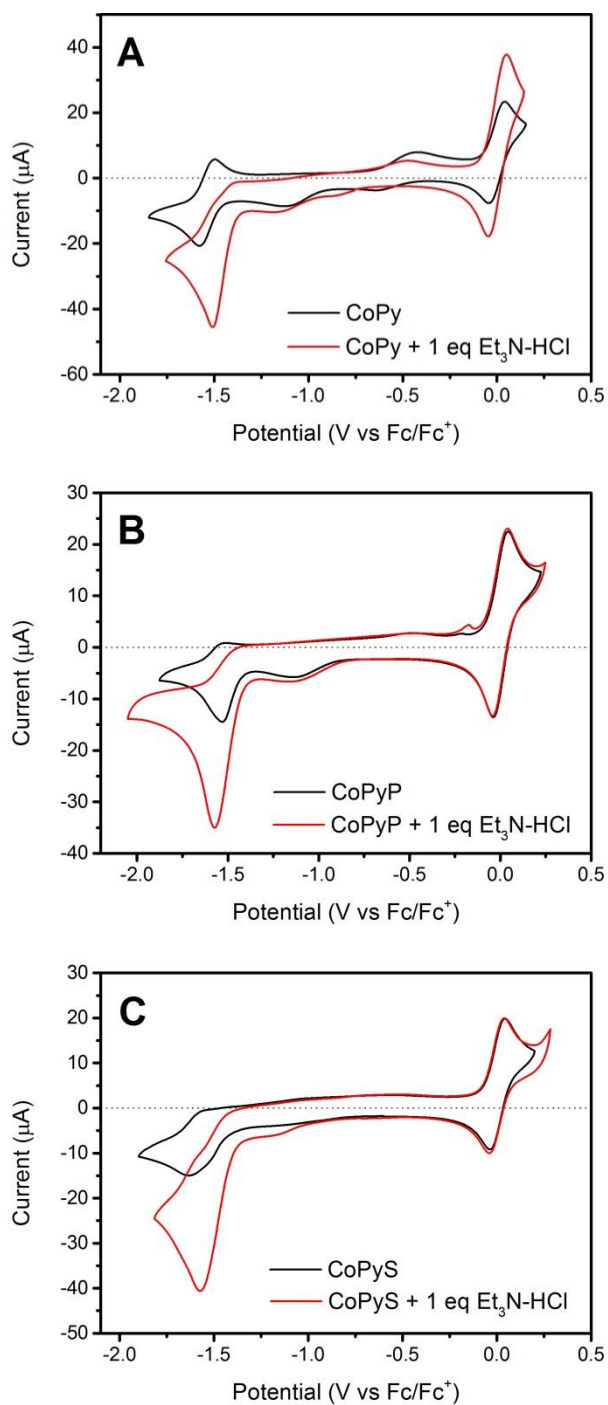 A
40
20
0
-20
-40
-60
Current (μA)
CoPy
CoPy + 1 eq Et₃N-HCl
-2.0 -1.5 -1.0 -0.5 0.0 0.5
Potential (V vs Fc/Fc⁺)
B
30
20
10
0
-10
-20
-30
-40
Current (μA)
CoPyP
CoPyP + 1 eq Et₃N-HCl
-2.0 -1.5 -1.0 -0.5 0.0 0.5
Potential (V vs Fc/Fc⁺)
C
30
20
10
0
-10
-20
-30
-40
-50
Current (μA)
CoPyS
CoPyS + 1 eq Et₃N-HCl
-2.0 -1.5 -1.0 -0.5 0.0 0.5
Potential (V vs Fc/Fc⁺)